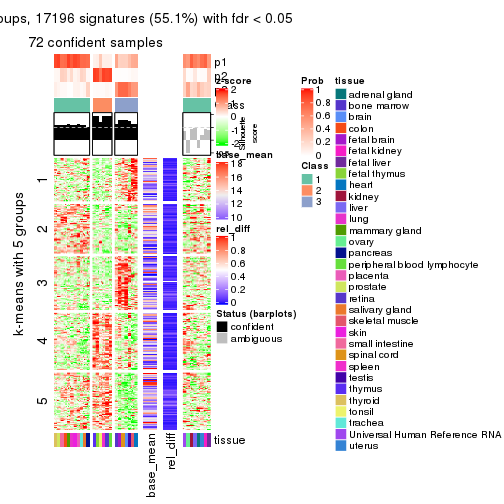 oups, 17196 signatures (55.1%) with fdr < 0.05
72 confident samples
p1
p2
z-score
2
0
-2
silhouette
score
1
2
3
4
5
k-means with 5 groups
base_mean
rel_diff
tissue
base_mean
18
16
14
12
10
rel_diff
1
0.8
0.6
0.4
0.2
0
Status (barplots)
confident
ambiguous
Prob
1
0.8
0.6
0.4
0.2
0
Class
1
2
3
tissue
adrenal gland
bone marrow
brain
colon
fetal brain
fetal kidney
fetal liver
fetal thymus
heart
kidney
liver
lung
mammary gland
ovary
pancreas
peripheral blood lymphocyte
placenta
prostate
retina
salivary gland
skeletal muscle
skin
small intestine
spinal cord
spleen
testis
thymus
thyroid
tonsil
trachea
Universal Human Reference RNA
uterus